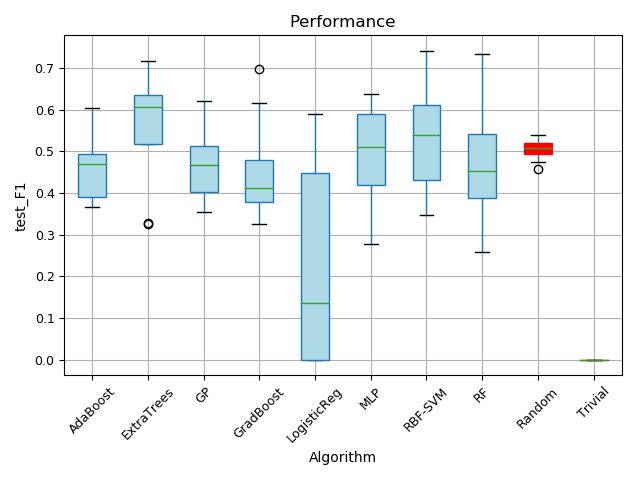 Performance
test_F1
0.7
0.6
0.5
0.4
0.3
0.2
0.1
0.0
AdaBoost
ExtraTrees
GP
GradBoost
LogisticReg
MLP
RBF-SVM
RF
Random
Trivial
Algorithm